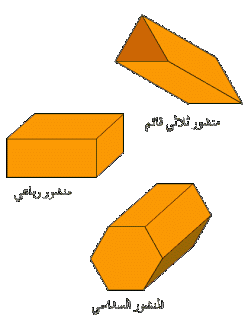 منشور ثلاثي قائم
منشور رباعي
المنشور السداسي